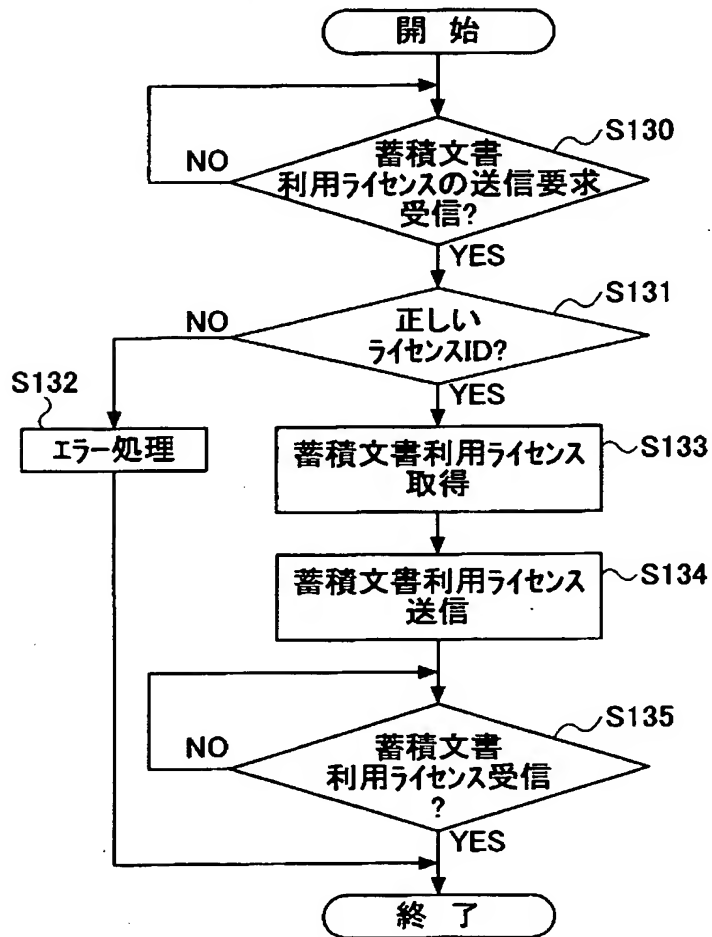 開 始
S130
蓄積文書
利用ライセンスの送信要求
受信?
NO
YES
S131
正しい
ライセンスID?
NO
YES
S132
エラー処理
S133
蓄積文書利用ライセンス
取得
S134
蓄積文書利用ライセンス
送信
S135
蓄積文書
利用ライセンス受信
?
NO
YES
終 了